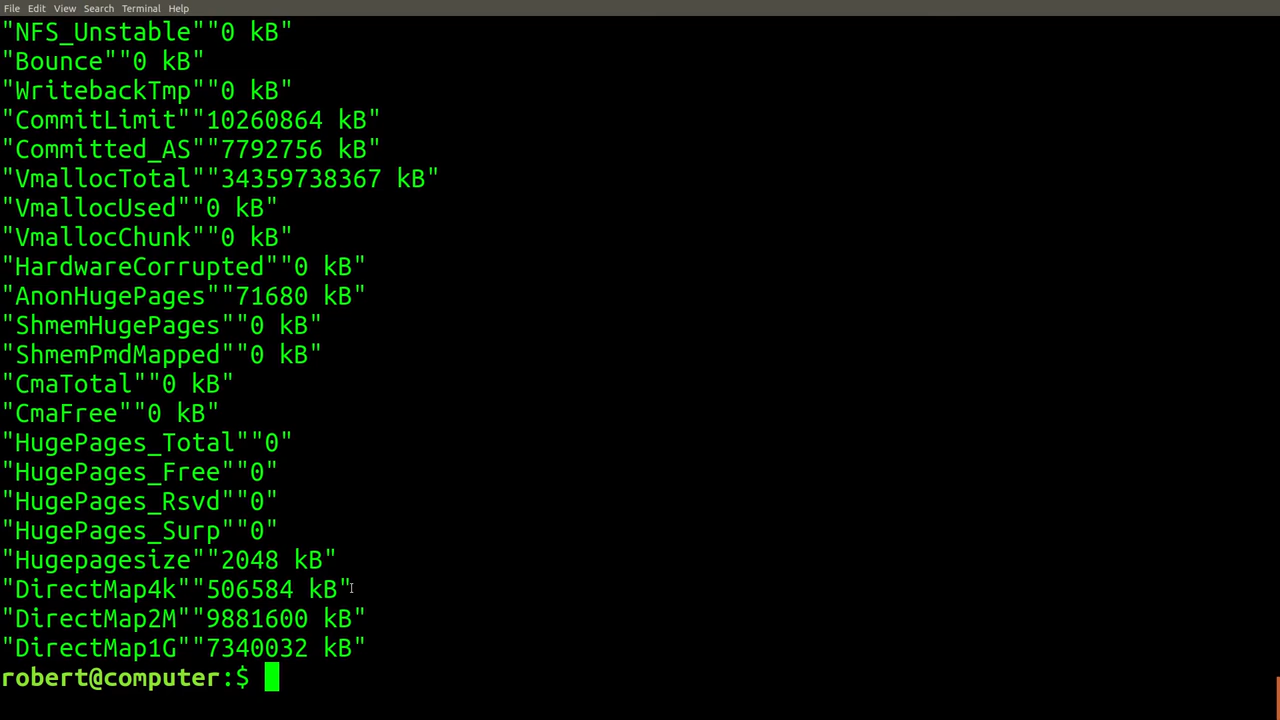 File Edit View Search Terminal Help
"NFS_Unstable""0 kB"
"Bounce""0 kB"
"WritebackTmp""0 kB"
"CommitLimit""10260864 kB"
"Committed_AS""7792756 kB"
"VmallocTotal""34359738367 kB"
"VmallocUsed""0 kB"
"VmallocChunk""0 kB"
"HardwareCorrupted""0 kB"
"AnonHugePages""71680 kB"
"ShmemHugePages""0 kB"
"ShmemPmdMapped""0 kB"
"CmaTotal""0 kB"
"CmaFree""0 kB"
"HugePages_Total""0"
"HugePages_Free""0"
"HugePages_Rsvd""0"
"HugePages_Surp""0"
"Hugepagesize""2048 kB"
"DirectMap4k""506584 kB"
"DirectMap2M""9881600 kB"
"DirectMap1G""7340032 kB"
robert@computer:$